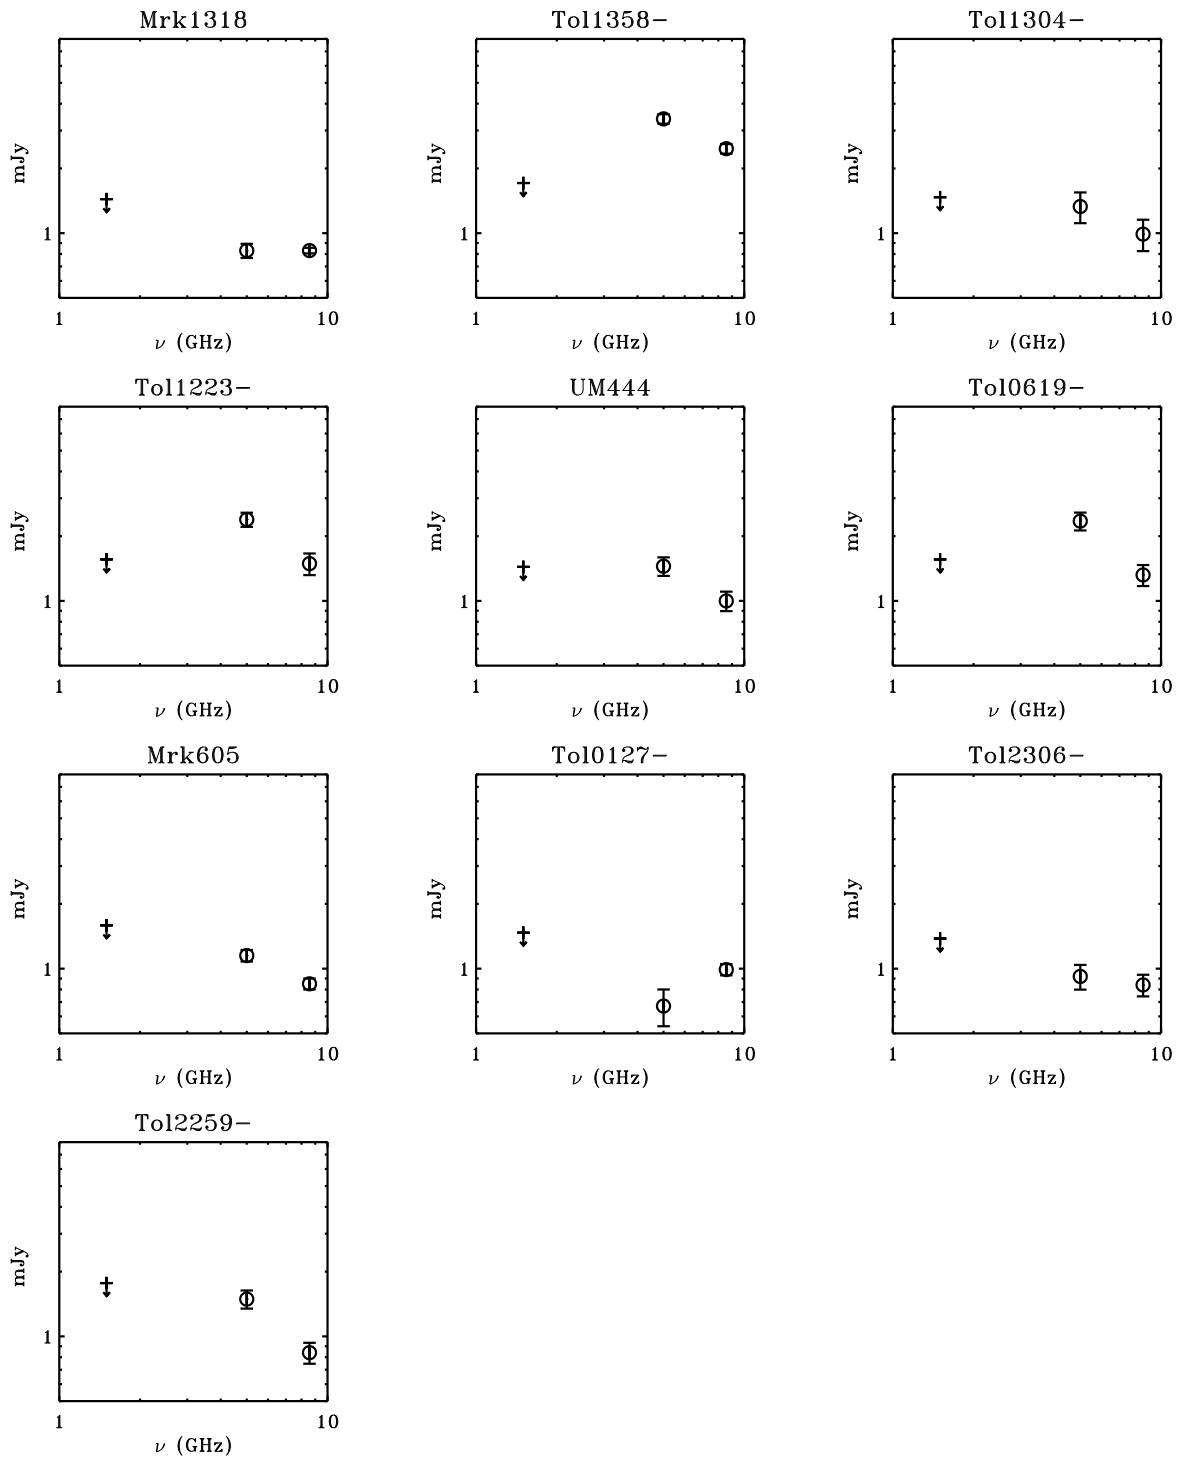 Mrk1318 Tol1358− Tol1304−
mJy mJy mJy
1 1 1
1 10 1 10 1 10
ν (GHz) ν (GHz) ν (GHz)
Tol1223− UM444 Tol0619−
mJy mJy mJy
1 1 1
1 10 1 10 1 10
ν (GHz) ν (GHz) ν (GHz)
Mrk605 Tol0127− Tol2306−
mJy mJy mJy
1 1 1
1 10 1 10 1 10
ν (GHz) ν (GHz) ν (GHz)
Tol2259−
mJy
1
1 10
ν (GHz)